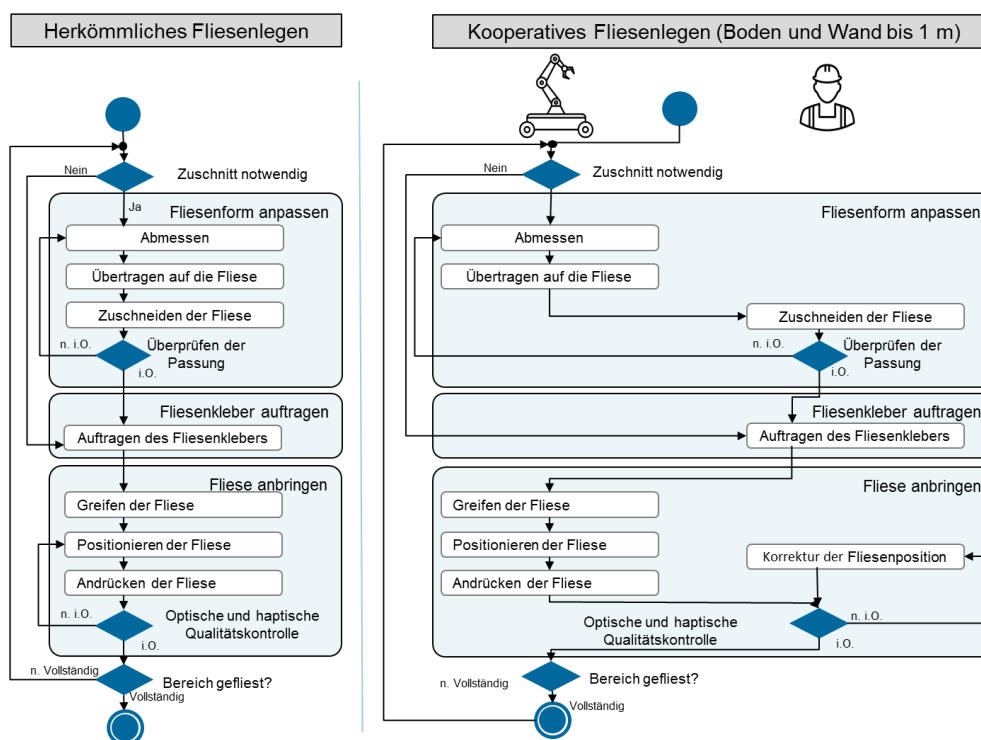 Herkömmliches Fliesenlegen
Zuschnitt notwendig
Nein
Ja
Fliesenform anpassen
Abmessen
Übertragen auf die Fliese
Zuschneiden der Fliese
n. i.O.
Überprüfen der
Passung
i.O.
Fliesenkleber auftragen
Auftragen des Fliesenklebers
Fliese anbringen
Greifen der Fliese
Positionieren der Fliese
Andrücken der Fliese
n. i.O.
Optische und haptische
Qualitätskontrolle
i.O.
n. Vollständig
Bereich gefliest?
Vollständig
Kooperatives Fliesenlegen (Boden und Wand bis 1 m)
Nein
Zuschnitt notwendig
Fliesenform anpassen
Abmessen
Übertragen auf die Fliese
Zuschneiden der Fliese
n. i.O.
Überprüfen der
Passung
i.O.
Fliesenkleber auftragen
Auftragen des Fliesenklebers
Fliese anbringen
Greifen der Fliese
Positionieren der Fliese
Korrektur der Fliesenposition
Andrücken der Fliese
Optische und haptische
Qualitätskontrolle
n. i.O.
i.O.
n. Vollständig
Bereich gefliest?
Vollständig